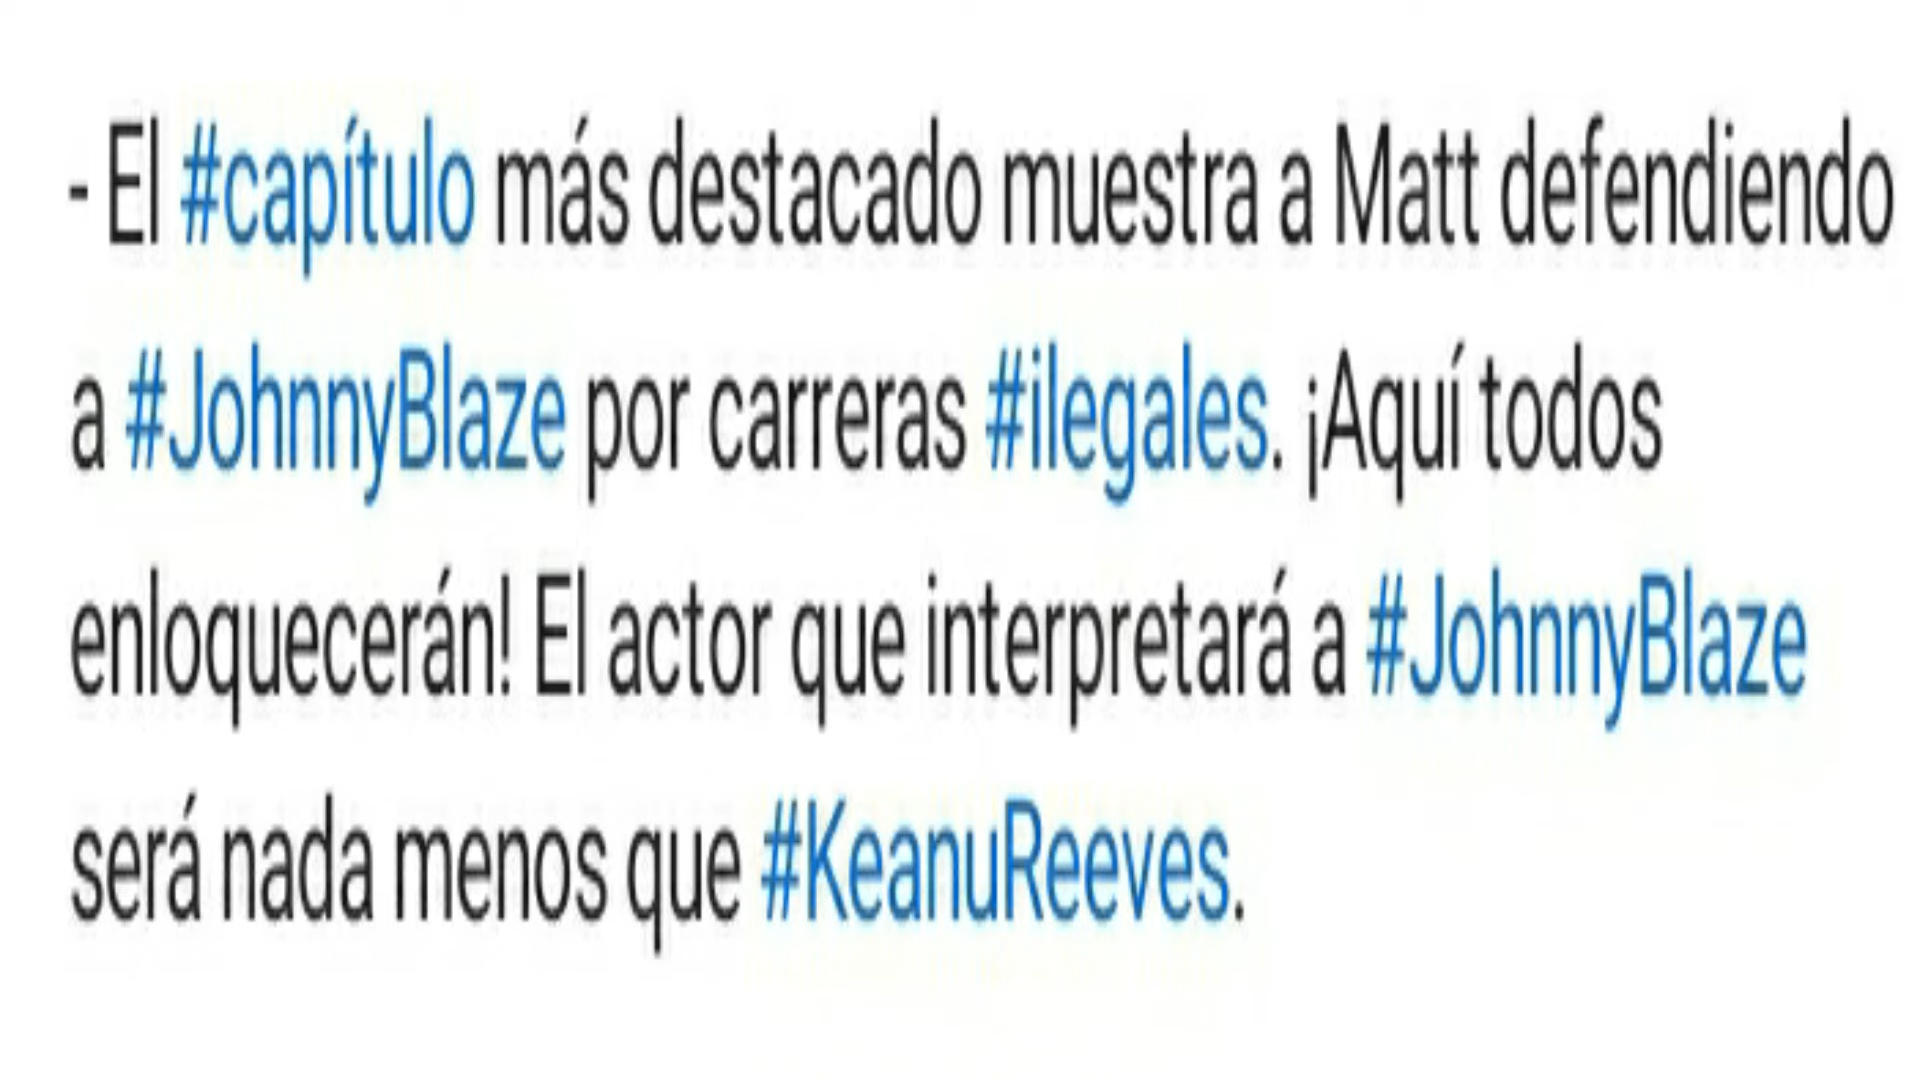 - El #capítulo más destacado muestra a Matt defendiendo
a #JohnnyBlaze por carreras #ilegales. ¡Aquí todos
enloquecerán! El actor que interpretará a #JohnnyBlaze
será nada menos que #KeanuReeves.